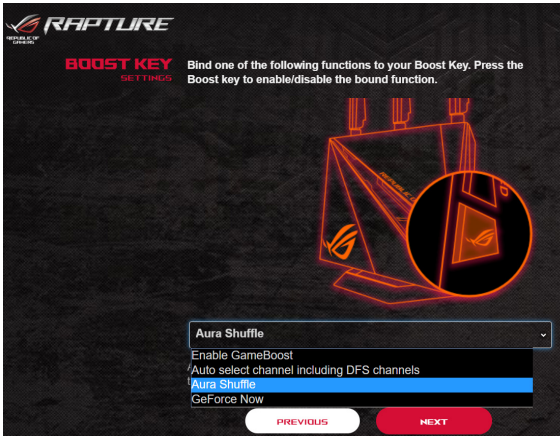 RAPTURE
REPUBLIC OF
GAMERS
BOOST KEY
SETTINGS
Bind one of the following functions to your Boost Key. Press the
Boost key to enable/disable the bound function.
REPUBLIC OF
Aura Shuffle
Enable GameBoost
Auto select channel including DFS channels
Aura Shuffle
GeForce Now
PREVIOUS
NEXT